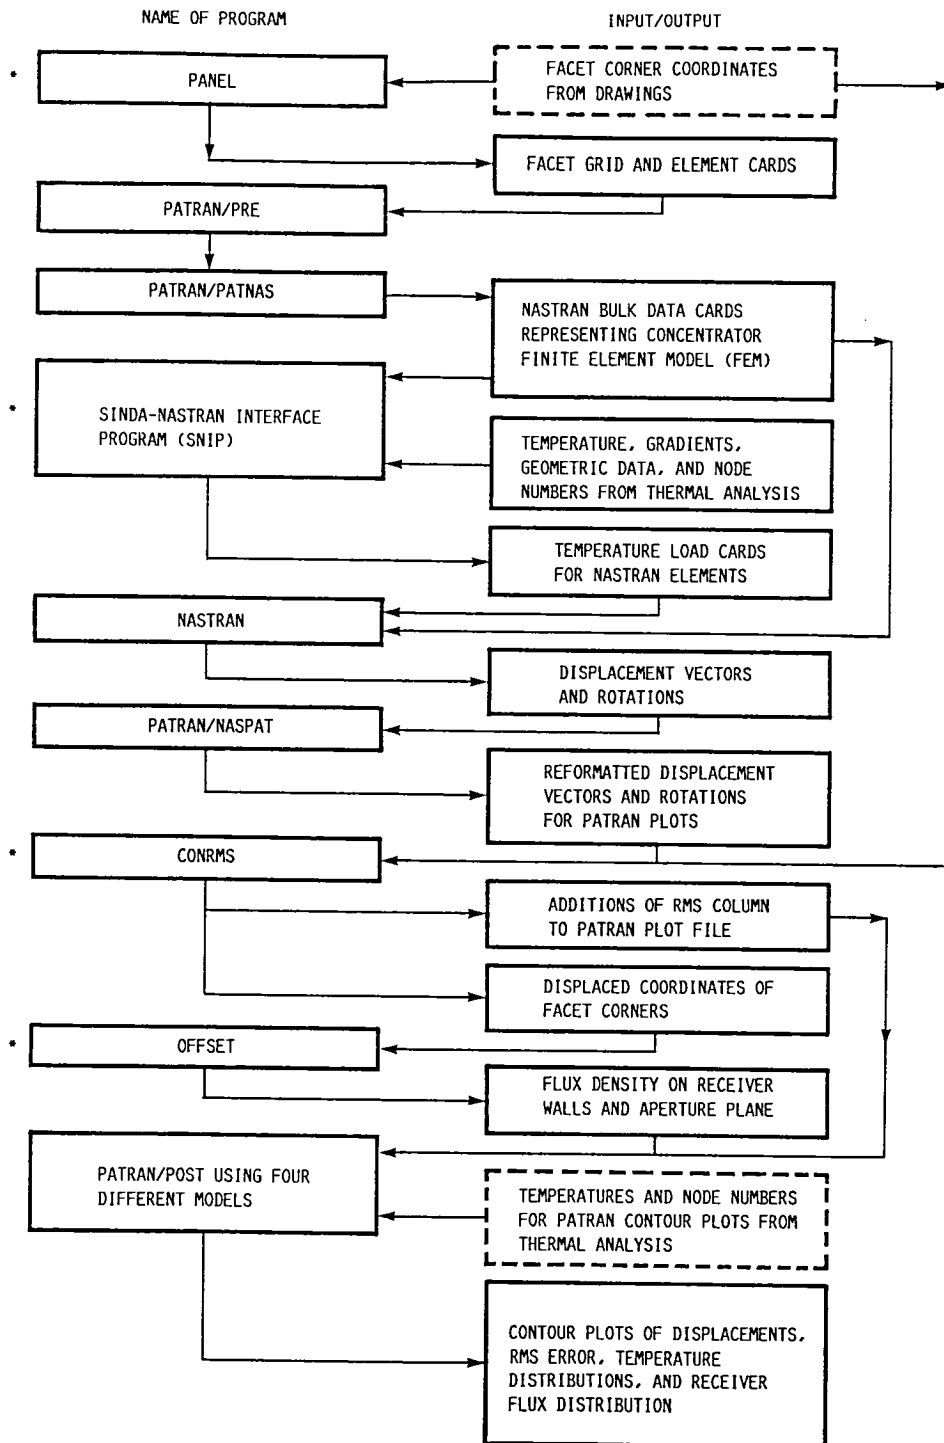 NAME OF PROGRAM
INPUT/OUTPUT
* PANEL
FACET CORNER COORDINATES
FROM DRAWINGS
FACET GRID AND ELEMENT CARDS
PATRAN/PRE
PATRAN/PATNAS
NASTRAN BULK DATA CARDS
REPRESENTING CONCENTRATOR
FINITE ELEMENT MODEL (FEM)
* SINDA-NASTRAN INTERFACE
PROGRAM (SNIP)
TEMPERATURE, GRADIENTS,
GEOMETRIC DATA, AND NODE
NUMBERS FROM THERMAL ANALYSIS
TEMPERATURE LOAD CARDS
FOR NASTRAN ELEMENTS
NASTRAN
DISPLACEMENT VECTORS
AND ROTATIONS
PATRAN/NASPAT
REFORMATTED DISPLACEMENT
VECTORS AND ROTATIONS
FOR PATRAN PLOTS
* CONRMS
ADDITIONS OF RMS COLUMN
TO PATRAN PLOT FILE
DISPLACED COORDINATES OF
FACET CORNERS
* OFFSET
FLUX DENSITY ON RECEIVER
WALLS AND APERTURE PLANE
PATRAN/POST USING FOUR
DIFFERENT MODELS
TEMPERATURES AND NODE NUMBERS
FOR PATRAN CONTOUR PLOTS FROM
THERMAL ANALYSIS
CONTOUR PLOTS OF DISPLACEMENTS,
RMS ERROR, TEMPERATURE
DISTRIBUTIONS, AND RECEIVER
FLUX DISTRIBUTION